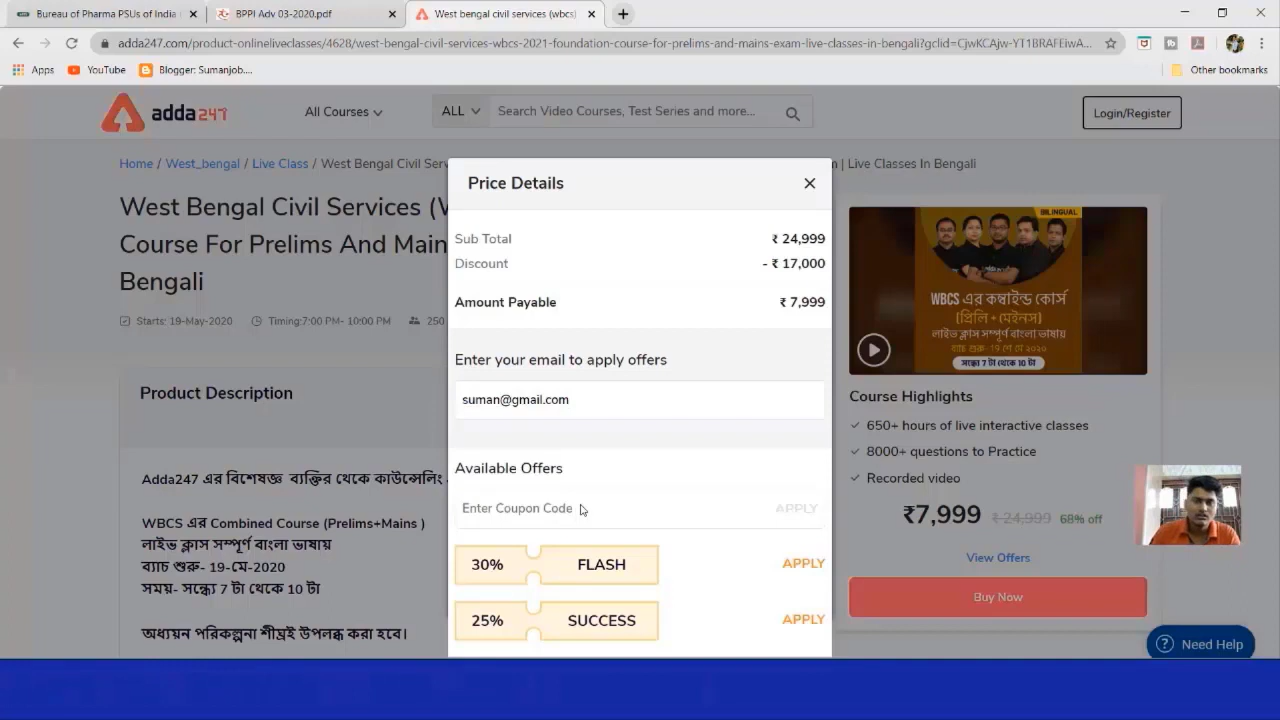 Bureau of Pharma PSUs of India
BPPI Adv 03-2020.pdf
West bengal civil services (wbcs)
adda247.com/product-onlineliveclasses/4628/west-bengal-civil-services-wbcs-2021-foundation-course-for-prelims-and-mains-exam-live-classes-in-bengali?gclid=CjwKCAjw-YT1BRAFEiwA...
Apps
YouTube
Blogger: Sumanjob....
Other bookmarks
adda247
All Courses
ALL
Search Video Courses, Test Series and more...
Login/Register
Home / West_bengal / Live Class / West Bengal Civil Serv
| Live Classes In Bengali
West Bengal Civil Services (W
Course For Prelims And Main
Bengali
Starts: 19-May-2020
Timing:7:00 PM- 10:00 PM
250
Product Description
Adda247 এর বিশেষজ্ঞ ব্যক্তির থেকে কাউন্সেলিং
WBCS এর Combined Course (Prelims+Mains )
লাইভ ক্লাস সম্পূর্ণ বাংলা ভাষায়
ব্যাচ শুরু- 19-মে-2020
সময়- সন্ধ্যে 7 টা থেকে 10 টা
অধ্যয়ন পরিকল্পনা শীঘ্রই উপলব্ধ করা হবে।
Price Details
Sub Total ₹ 24,999
Discount - ₹ 17,000
Amount Payable ₹ 7,999
Enter your email to apply offers
suman@gmail.com
Available Offers
Enter Coupon Code APPLY
30% FLASH APPLY
25% SUCCESS APPLY
BILINGUAL
WBCS এর কম্বাইন্ড কোর্স
(প্রিলি + মেইনস)
লাইভ ক্লাস সম্পূর্ণ বাংলা ভাষায়
ব্যাচ শুরু-19 শে মে 2020
সন্ধ্যে 7 টা থেকে 10 টা
Course Highlights
650+ hours of live interactive classes
8000+ questions to Practice
Recorded video
₹7,999 ₹ 24,999 68% off
View Offers
Buy Now
Need Help